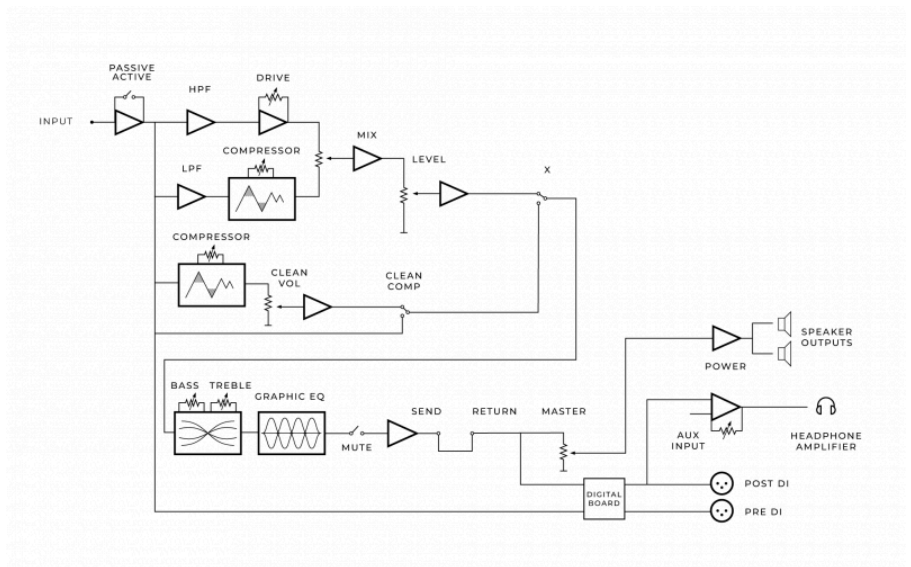 PASSIVE
ACTIVE
HPF
DRIVE
INPUT
MIX
COMPRESSOR
LEVEL
LPF
X
COMPRESSOR
CLEAN
VOL
CLEAN
COMP
SPEAKER
OUTPUTS
POWER
BASS
TREBLE
GRAPHIC EQ
SEND
RETURN
MASTER
MUTE
AUX
INPUT
HEADPHONE
AMPLIFIER
DIGITAL
BOARD
POST DI
PRE DI